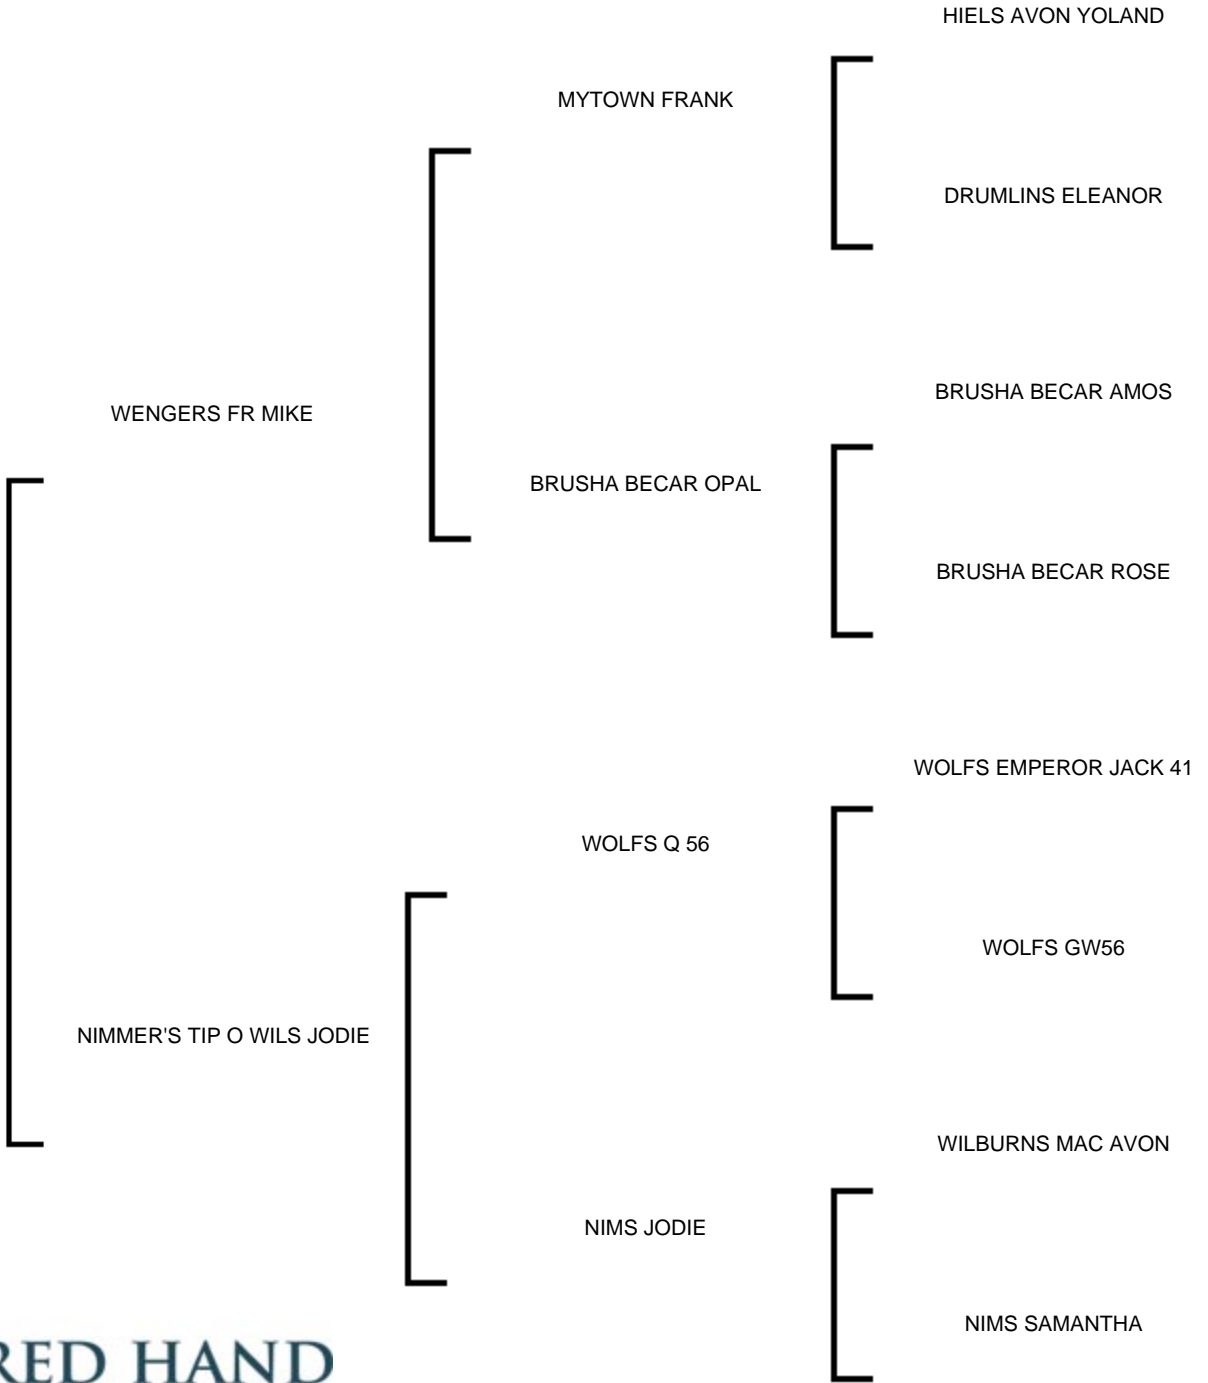 HIELS AVON YOLAND
MYTOWN FRANK
DRUMLINS ELEANOR
BRUSHA BECAR AMOS
WENGERS FR MIKE
BRUSHA BECAR OPAL
BRUSHA BECAR ROSE
WOLFS EMPEROR JACK 41
WOLFS Q 56
WOLFS GW56
NIMMER'S TIP O WILS JODIE
WILBURNS MAC AVON
NIMS JODIE
NIMS SAMANTHA
RED HAND